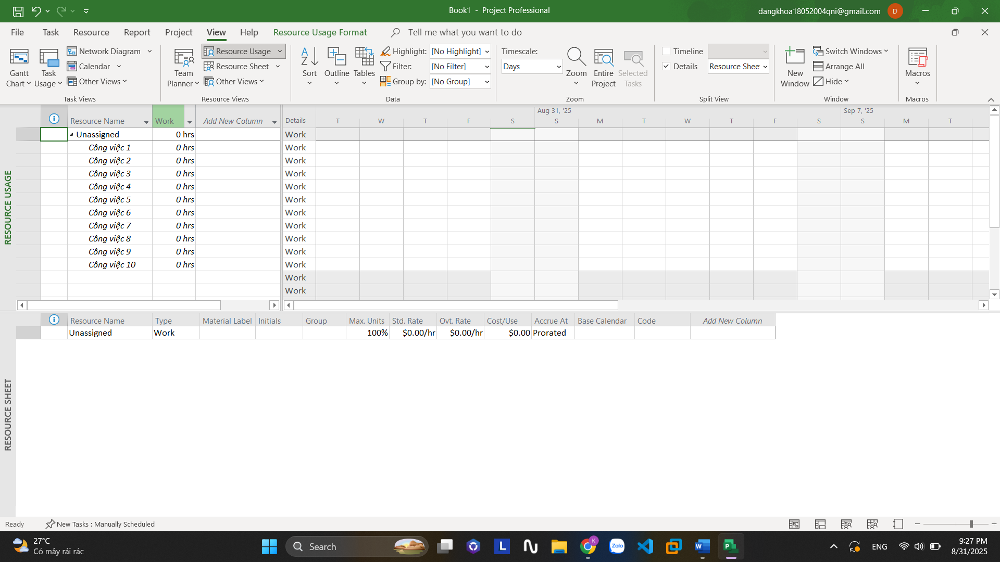 Book1 - Project Professional
dangkhoa18052004qni@gmail.com
D
File Task Resource Report Project View Help Resource Usage Format Tell me what you want to do
Gantt Chart
Task Usage
Network Diagram
Calendar
Other Views
Task Views
Team Planner
Resource Usage
Resource Sheet
Other Views
Resource Views
Sort
Outline
Tables
Highlight: [No Highlight]
Filter: [No Filter]
Group by: [No Group]
Data
Timescale:
Days
Zoom
Entire Project
Selected Tasks
Zoom
Timeline
Details Resource Shee
Split View
New Window
Switch Windows
Arrange All
Hide
Window
Macros
Macros
RESOURCE USAGE
Resource Name Work Add New Column
Details
Aug 31, '25 Sep 7, '25
T W T F S S M T W T F S S M T
Unassigned 0 hrs Work
Công việc 1 0 hrs Work
Công việc 2 0 hrs Work
Công việc 3 0 hrs Work
Công việc 4 0 hrs Work
Công việc 5 0 hrs Work
Công việc 6 0 hrs Work
Công việc 7 0 hrs Work
Công việc 8 0 hrs Work
Công việc 9 0 hrs Work
Công việc 10 0 hrs Work
Work
Work
RESOURCE SHEET
Resource Name Type Material Label Initials Group Max. Units Std. Rate Ovt. Rate Cost/Use Accrue At Base Calendar Code Add New Column
Unassigned Work 100% $0.00/hr $0.00/hr $0.00 Prorated
Ready New Tasks : Manually Scheduled
27°C
Có mây rải rác
Search
L
K
Zalo
W
P
ENG
9:27 PM
8/31/2025